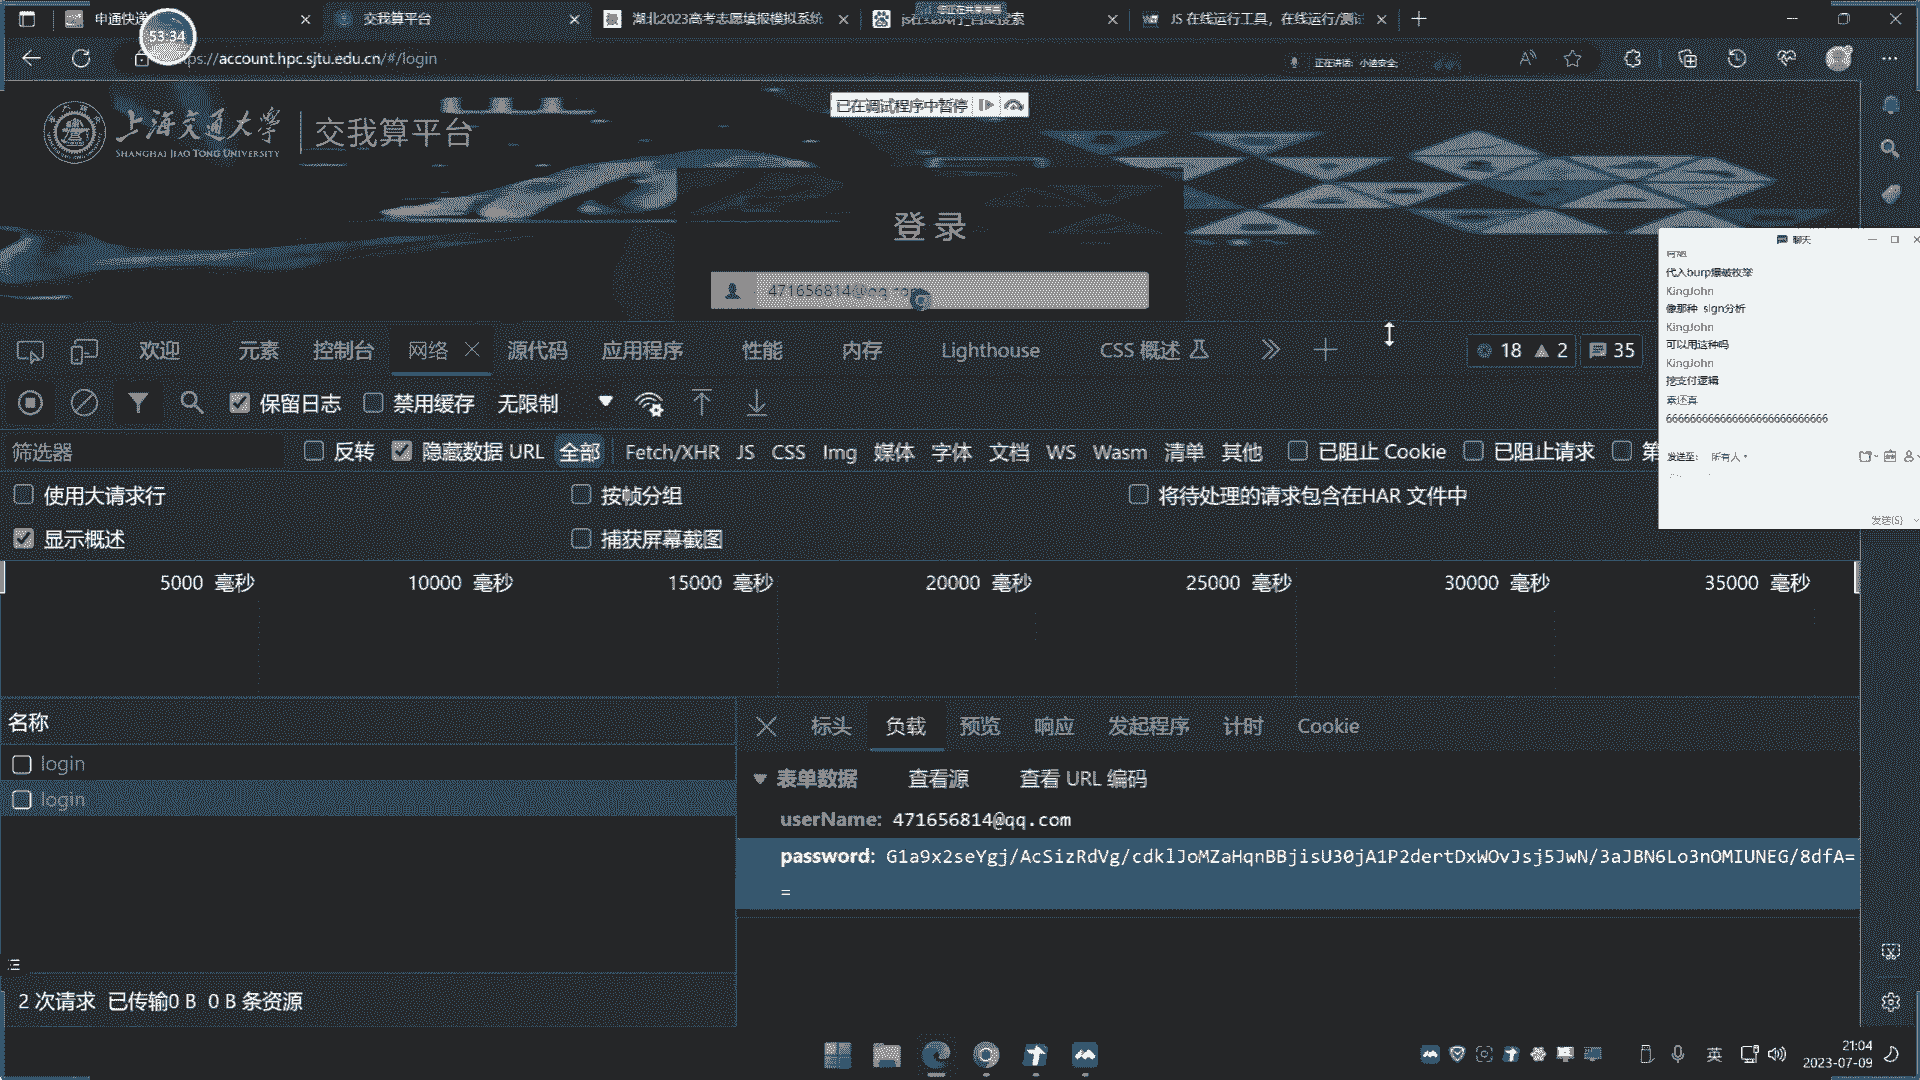 申通快递
交我算平台
湖北2023高考志愿填报模拟系统
JS 在线运行工具，在线运行/测试
53:34
account.hpc.sjtu.edu.cn/#/login
正在讲话: 小迪安全;
已在调试程序中暂停
上海交通大学
SHANGHAI JIAO TONG UNIVERSITY
交我算平台
登 录
471656814@qq.com
聊天
代入burp爆破枚举
KingJohn
像那种 sign分析
KingJohn
可以用这种吗
KingJohn
挖支付逻辑
素还真
发送至: 所有人
发送(S)
欢迎 元素 控制台 网络 源代码 应用程序 性能 内存 Lighthouse CSS 概述 18 2 35
保留日志 禁用缓存 无限制
筛选器 反转 隐藏数据 URL 全部 Fetch/XHR JS CSS Img 媒体 字体 文档 WS Wasm 清单 其他 已阻止 Cookie 已阻止请求 第
使用大请求行 按帧分组 将待处理的请求包含在HAR 文件中
显示概述 捕获屏幕截图
5000 毫秒 10000 毫秒 15000 毫秒 20000 毫秒 25000 毫秒 30000 毫秒 35000 毫秒
名称
login
login
2 次请求 已传输0 B 0 B 条资源
标头 负载 预览 响应 发起程序 计时 Cookie
表单数据 查看源 查看 URL 编码
userName: 471656814@qq.com
password: G1a9x2seYgj/AcSizRdVg/cdklJoMZaHqnBBjisU30jA1P2dertDxWOvJsj5JwN/3aJBN6Lo3nOMIUNEG/8dfA=
=
英
21:04
2023-07-09